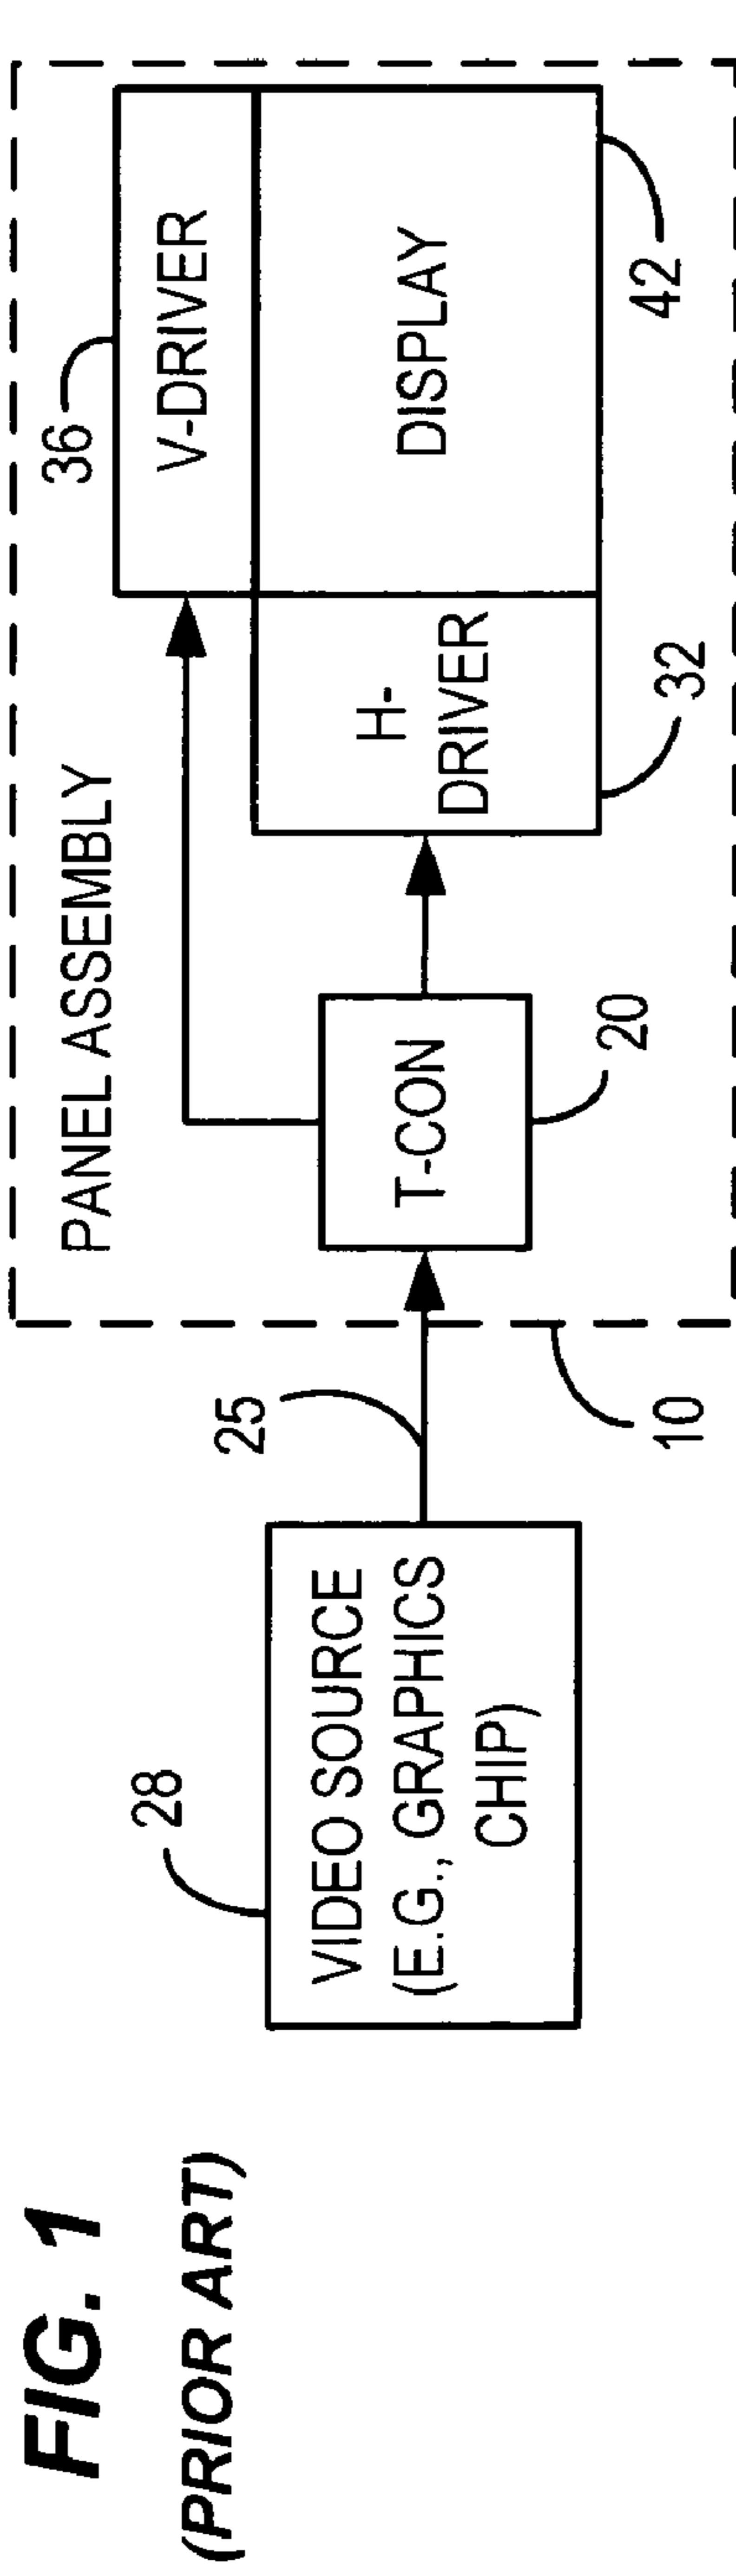 FIG. 1
(PRIOR ART)
28
VIDEO SOURCE
(E.G., GRAPHICS
CHIP)
25
10
PANEL ASSEMBLY
T-CON
20
36
V-DRIVER
H-
DRIVER
32
DISPLAY
42